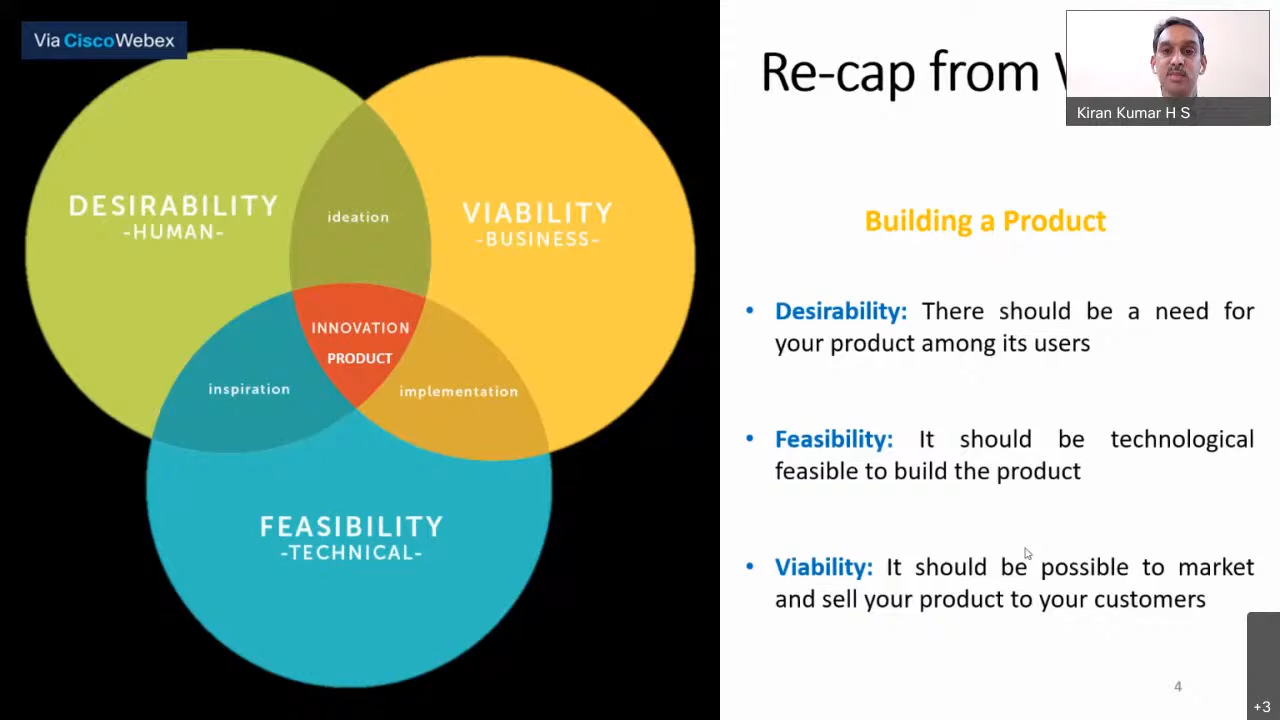 Via CiscoWebex
DESIRABILITY
-HUMAN-
ideation
VIABILITY
-BUSINESS-
INNOVATION
PRODUCT
inspiration
implementation
FEASIBILITY
-TECHNICAL-
Re-cap from
Kiran Kumar H S
Building a Product
• Desirability: There should be a need for
your product among its users
• Feasibility: It should be technological
feasible to build the product
• Viability: It should be possible to market
and sell your product to your customers
4
+3